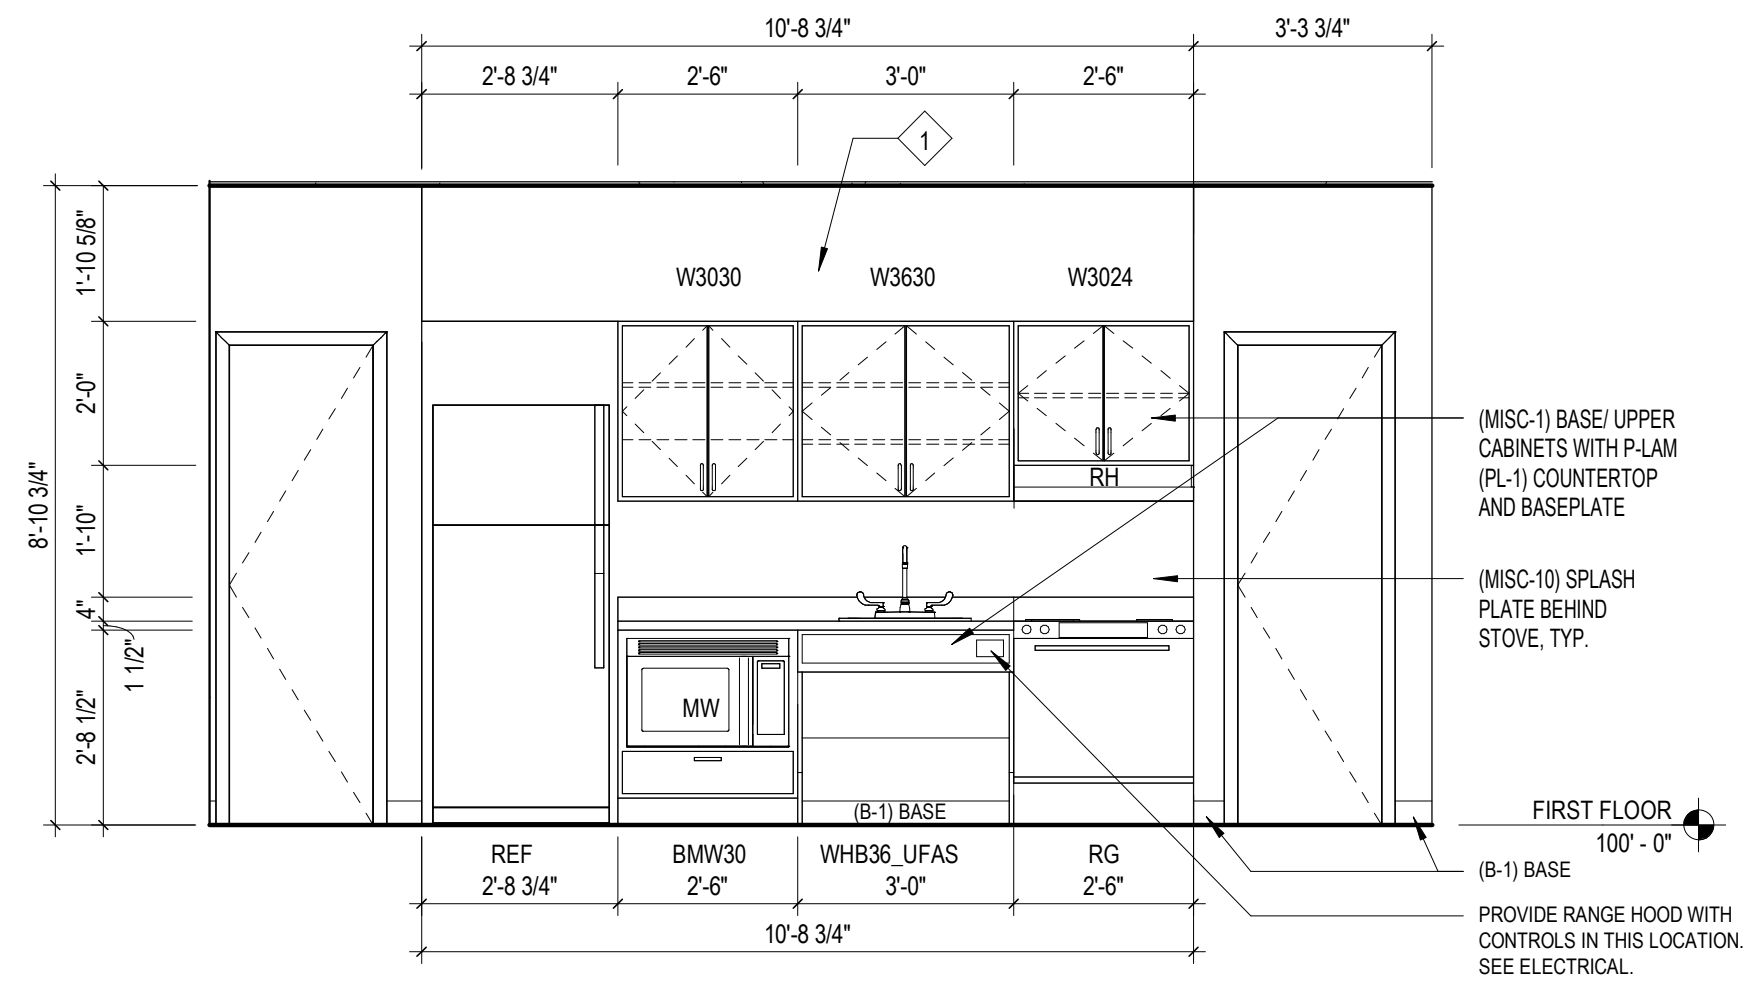 10'-8 3/4"
3'-3 3/4"
2'-8 3/4"
2'-6"
3'-0"
2'-6"
1
1'-10 5/8"
2'-0"
1'-10"
4"
1 1/2"
2'-8 1/2"
8'-10 3/4"
W3030
W3630
W3024
RH
MW
(B-1) BASE
(MISC-1) BASE/ UPPER
CABINETS WITH P-LAM
(PL-1) COUNTERTOP
AND BASEPLATE
(MISC-10) SPLASH
PLATE BEHIND
STOVE, TYP.
FIRST FLOOR
100' - 0"
(B-1) BASE
PROVIDE RANGE HOOD WITH
CONTROLS IN THIS LOCATION.
SEE ELECTRICAL.
REF
BMW30
WHB36_UFAS
RG
2'-8 3/4"
2'-6"
3'-0"
2'-6"
10'-8 3/4"